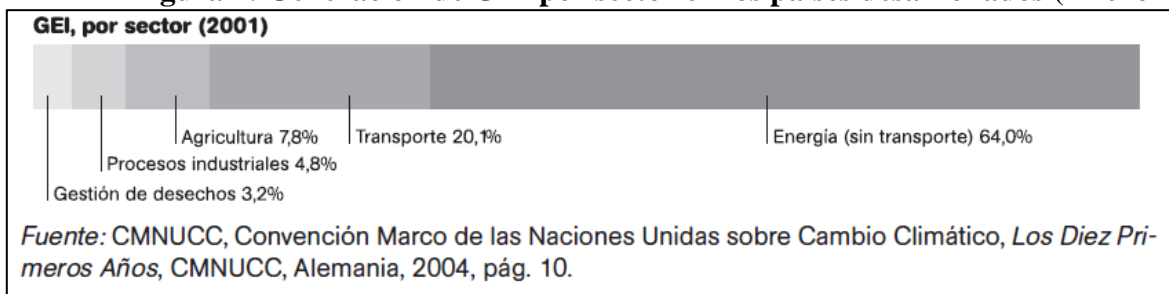 GEI, por sector (2001)
Agricultura 7,8%
Transporte 20,1%
Energía (sin transporte) 64,0%
Procesos industriales 4,8%
Gestión de desechos 3,2%
Fuente: CMNUCC, Convención Marco de las Naciones Unidas sobre Cambio Climático, Los Diez Pri-
meros Años, CMNUCC, Alemania, 2004, pág. 10.